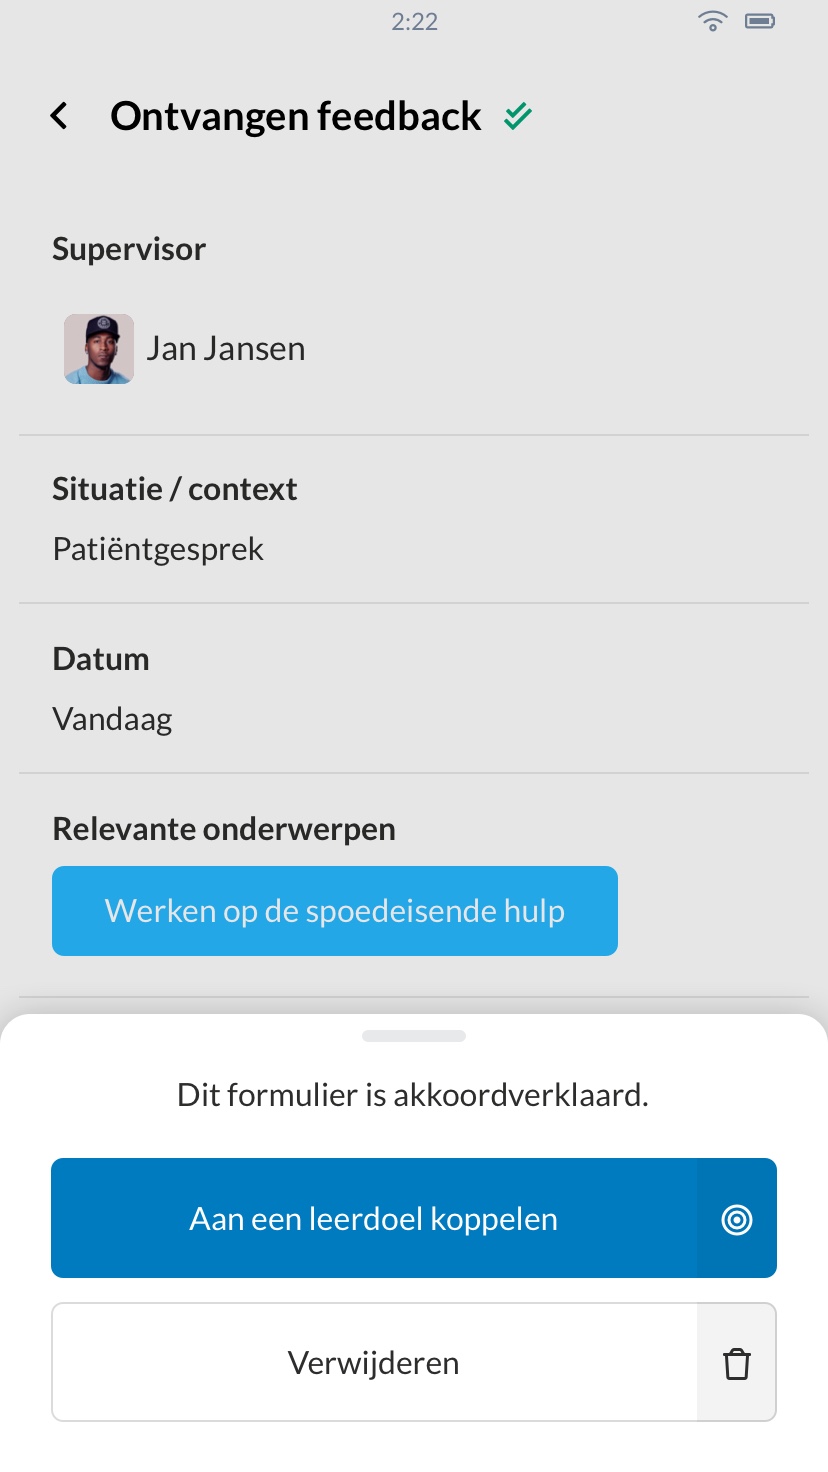 2:22
Ontvangen feedback
Supervisor
Jan Jansen
Situatie / context
Patiëntgesprek
Datum
Vandaag
Relevante onderwerpen
Werken op de spoedeisende hulp
Dit formulier is akkoordverklaard.
Aan een leerdoel koppelen
Verwijderen